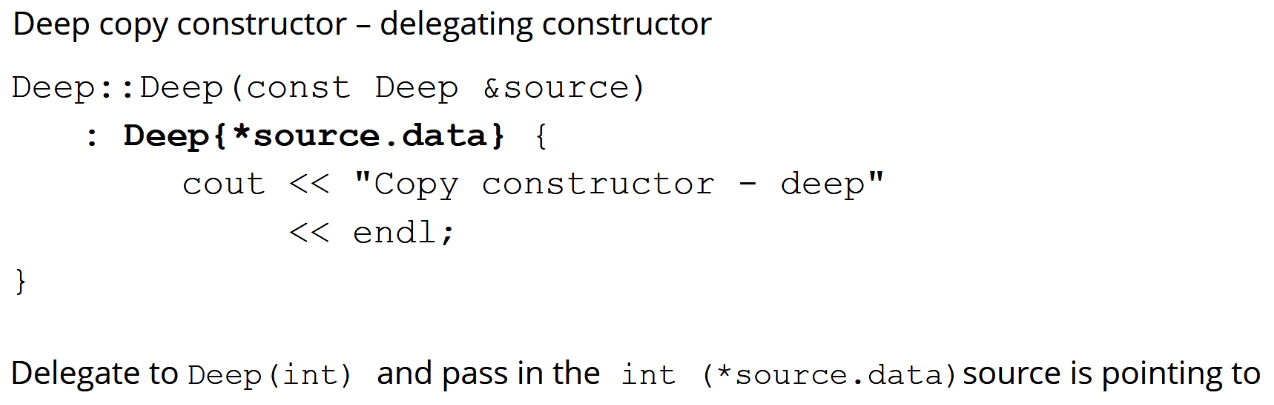 Deep copy constructor – delegating constructor
Deep::Deep(const Deep &source)
: Deep{*source.data} {
cout << "Copy constructor - deep"
<< endl;
}
Delegate to Deep(int) and pass in the int (*source.data) source is pointing to